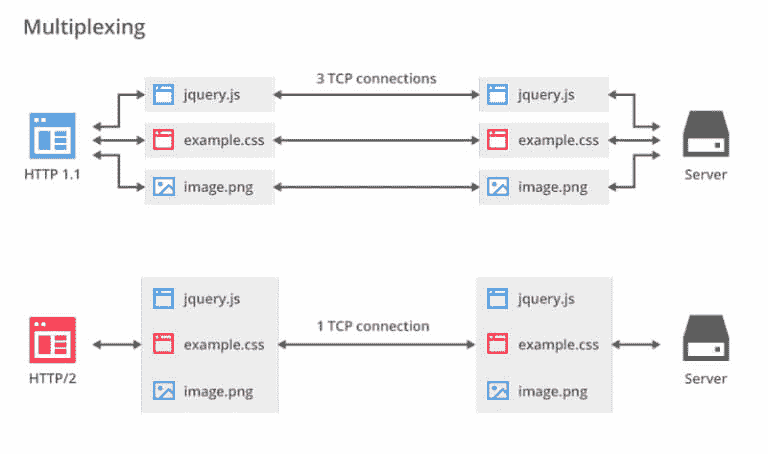 Multiplexing
3 TCP connections
jquery.js
jquery.js
example.css
example.css
HTTP 1.1
Server
image.png
image.png
jquery.js
jquery.js
1 TCP connection
example.css
example.css
HTTP/2
Server
image.png
image.png